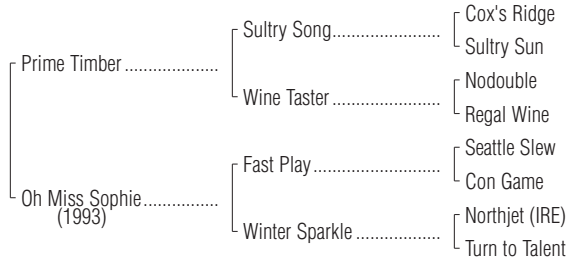 Cox's Ridge
Sultry Song..........................
Sultry Sun
Prime Timber ....................
Nodouble
Wine Taster ..........................
Regal Wine
Seattle Slew
Fast Play..............................
Con Game
Oh Miss Sophie................
(1993)
Northjet (IRE)
Winter Sparkle .....................
Turn to Talent